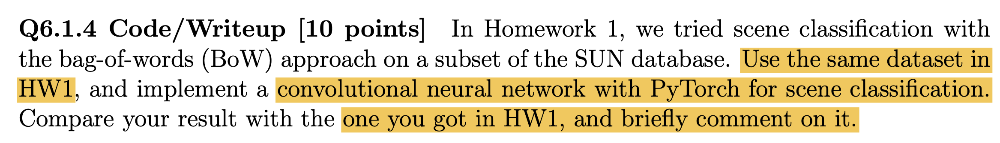 Q6.1.4 Code/Writeup [10 points] In Homework 1, we tried scene classification with
the bag-of-words (BoW) approach on a subset of the SUN database. Use the same dataset in
HW1, and implement a convolutional neural network with PyTorch for scene classification.
Compare your result with the one you got in HW1, and briefly comment on it.